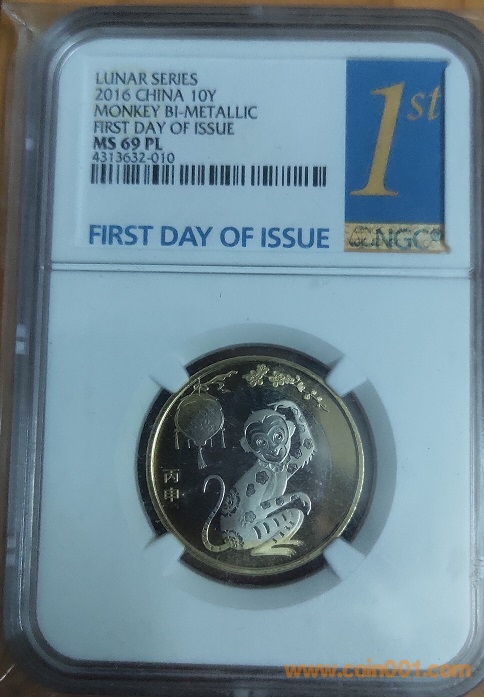 LUNAR SERIES
2016 CHINA 10Y
MONKEY BI-METALLIC
FIRST DAY OF ISSUE
MS 69 PL
4313632-010
1st
FIRST DAY OF ISSUE
NGC
丙申
www.coin001.com